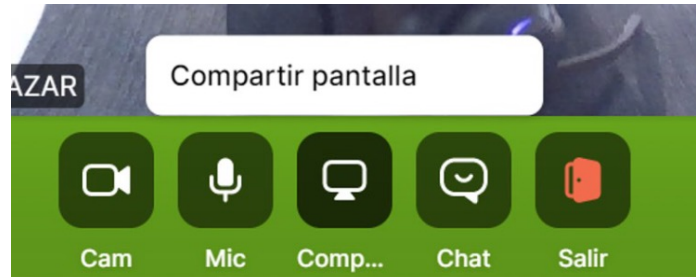 Compartir pantalla
AZAR
Cam Mic Comp... Chat Salir